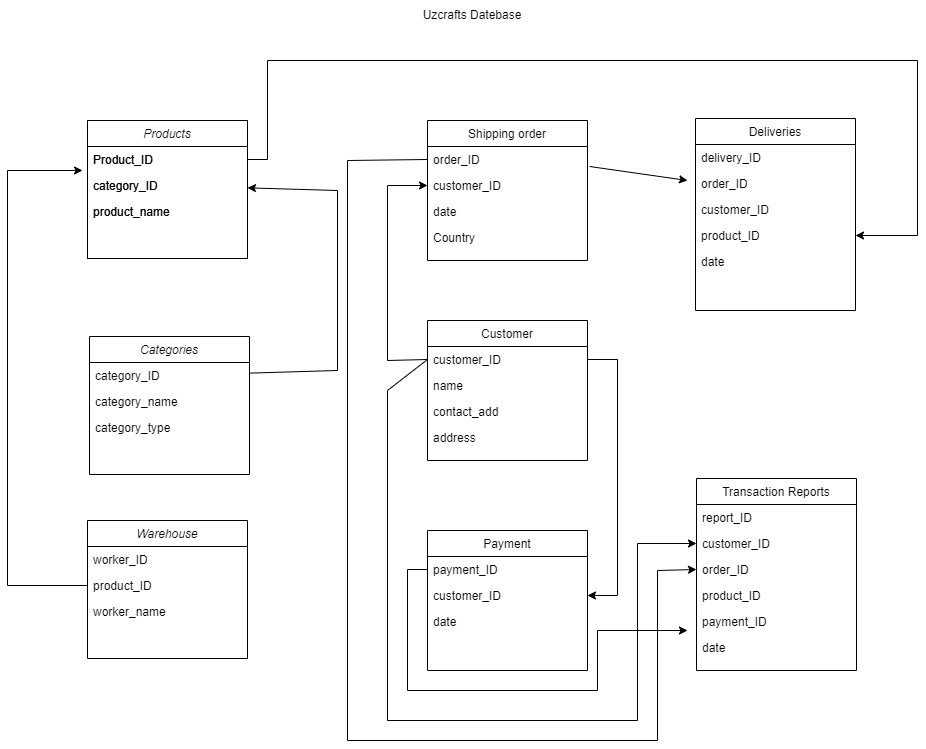 Uzcrafts Datebase
Products
Product_ID
category_ID
product_name
Shipping order
order_ID
customer_ID
date
Country
Deliveries
delivery_ID
order_ID
customer_ID
product_ID
date
Categories
category_ID
category_name
category_type
Customer
customer_ID
name
contact_add
address
Warehouse
worker_ID
product_ID
worker_name
Payment
payment_ID
customer_ID
date
Transaction Reports
report_ID
customer_ID
order_ID
product_ID
payment_ID
date